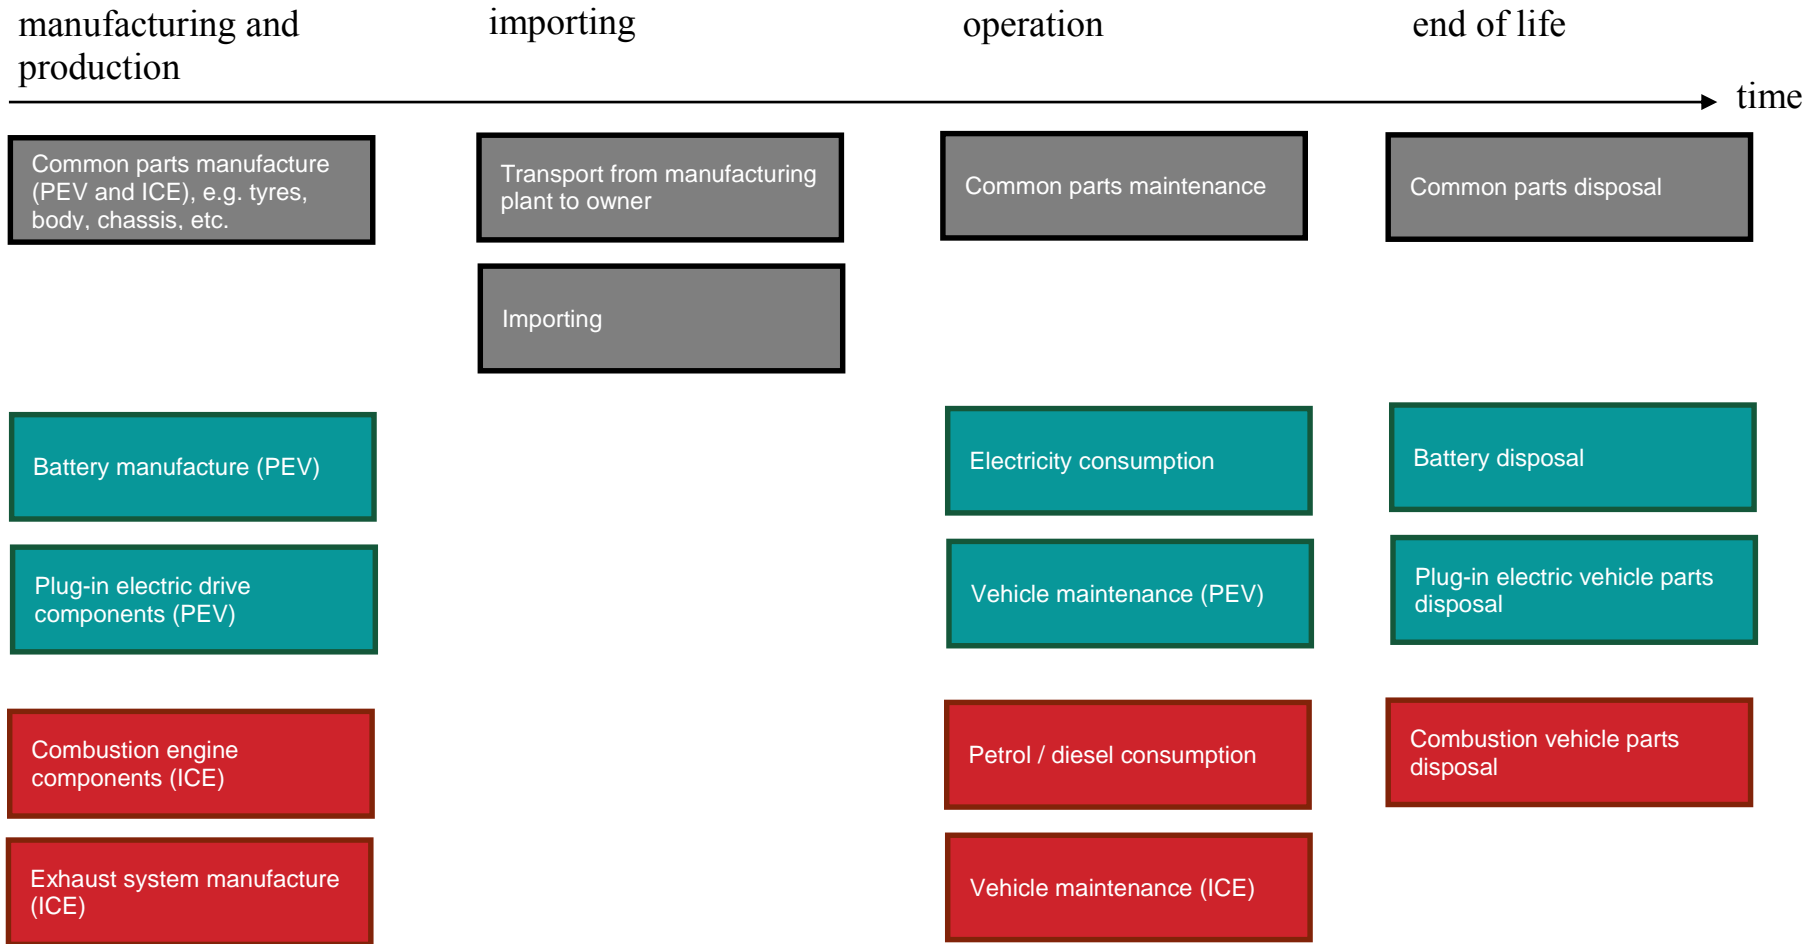 manufacturing and
production
importing
operation
end of life
time
Common parts manufacture
(PEV and ICE), e.g. tyres,
body, chassis, etc.
Transport from manufacturing
plant to owner
Common parts maintenance
Common parts disposal
Importing
Battery manufacture (PEV)
Electricity consumption
Battery disposal
Plug-in electric drive
components (PEV)
Vehicle maintenance (PEV)
Plug-in electric vehicle parts
disposal
Combustion engine
components (ICE)
Petrol / diesel consumption
Combustion vehicle parts
disposal
Exhaust system manufacture
(ICE)
Vehicle maintenance (ICE)